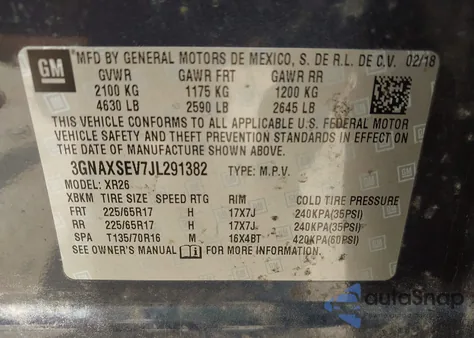 GM
MFD BY GENERAL MOTORS DE MEXICO, S. DE R.L. DE C.V. 02/18
GVWR GAWR FRT GAWR RR
2100 KG 1175 KG 1200 KG
4630 LB 2590 LB 2645 LB
THIS VEHICLE CONFORMS TO ALL APPLICABLE U.S. FEDERAL MOTOR
VEHICLE SAFETY AND THEFT PREVENTION STANDARDS IN EFFECT
ON THE DATE OF MANUFACTURE SHOWN ABOVE.
3GNAXSEV7JL291382 TYPE: M.P.V.
MODEL: XR26
XBKM TIRE SIZE SPEED RTG RIM COLD TIRE PRESSURE
FRT 225/65R17 H 17X7J 240KPA(35PSI)
RR 225/65R17 H 17X7J 240KPA(35PSI)
SPA T135/70R16 M 16X4BT 420KPA(60PSI)
SEE OWNER'S MANUAL FOR ADDITIONAL INFORMATION.
autaSnap